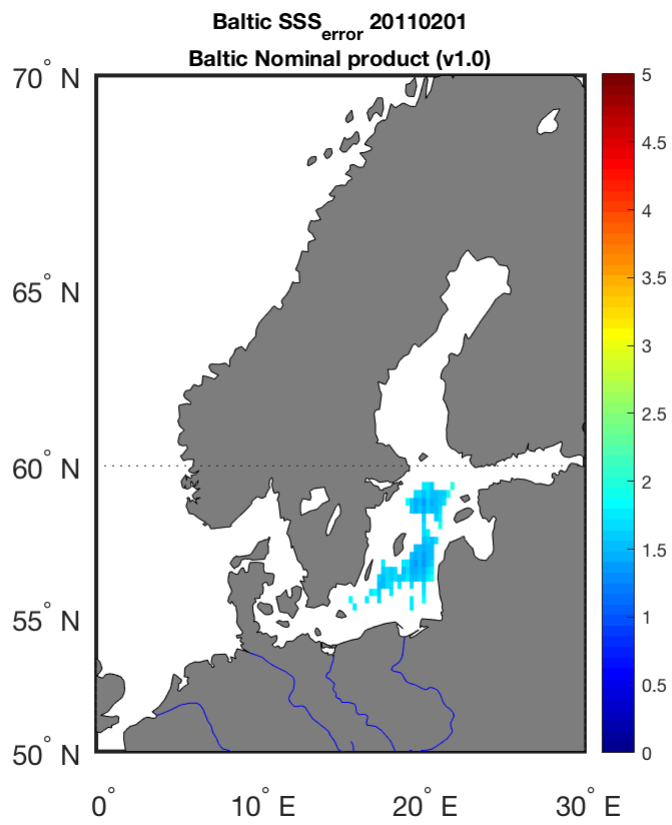 Baltic SSS_error 20110201
Baltic Nominal product (v1.0)
70° N
65° N
60° N
55° N
50° N
0°
10° E
20° E
30° E
5
4.5
4
3.5
3
2.5
2
1.5
1
0.5
0